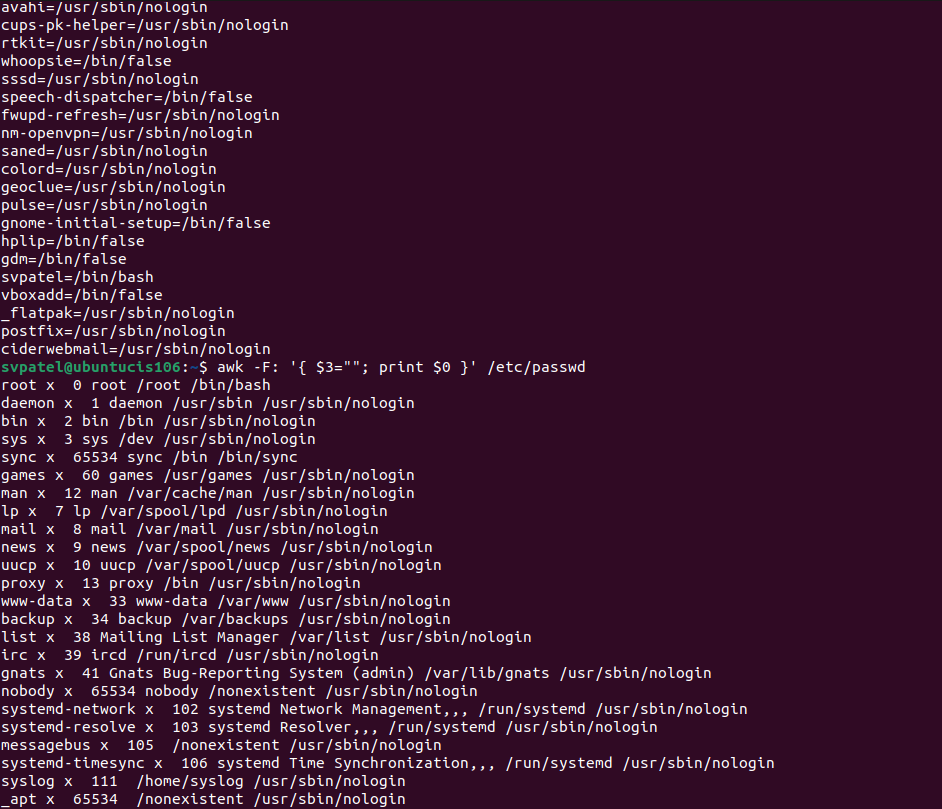 avahi=/usr/sbin/nologin
cups-pk-helper=/usr/sbin/nologin
rtkit=/usr/sbin/nologin
whoopsie=/bin/false
sssd=/usr/sbin/nologin
speech-dispatcher=/bin/false
fwupd-refresh=/usr/sbin/nologin
nm-openvpn=/usr/sbin/nologin
saned=/usr/sbin/nologin
colord=/usr/sbin/nologin
geoclue=/usr/sbin/nologin
pulse=/usr/sbin/nologin
gnome-initial-setup=/bin/false
hplip=/bin/false
gdm=/bin/false
svpatel=/bin/bash
vboxadd=/bin/false
_flatpak=/usr/sbin/nologin
postfix=/usr/sbin/nologin
ciderwebmail=/usr/sbin/nologin
svpatel@ubuntucis106:~$ awk -F: '{ $3=""; print $0 }' /etc/passwd
root x  0 root /root /bin/bash
daemon x  1 daemon /usr/sbin /usr/sbin/nologin
bin x  2 bin /bin /usr/sbin/nologin
sys x  3 sys /dev /usr/sbin/nologin
sync x  65534 sync /bin /bin/sync
games x  60 games /usr/games /usr/sbin/nologin
man x  12 man /var/cache/man /usr/sbin/nologin
lp x  7 lp /var/spool/lpd /usr/sbin/nologin
mail x  8 mail /var/mail /usr/sbin/nologin
news x  9 news /var/spool/news /usr/sbin/nologin
uucp x  10 uucp /var/spool/uucp /usr/sbin/nologin
proxy x  13 proxy /bin /usr/sbin/nologin
www-data x  33 www-data /var/www /usr/sbin/nologin
backup x  34 backup /var/backups /usr/sbin/nologin
list x  38 Mailing List Manager /var/list /usr/sbin/nologin
irc x  39 ircd /run/ircd /usr/sbin/nologin
gnats x  41 Gnats Bug-Reporting System (admin) /var/lib/gnats /usr/sbin/nologin
nobody x  65534 nobody /nonexistent /usr/sbin/nologin
systemd-network x  102 systemd Network Management,,, /run/systemd /usr/sbin/nologin
systemd-resolve x  103 systemd Resolver,,, /run/systemd /usr/sbin/nologin
messagebus x  105  /nonexistent /usr/sbin/nologin
systemd-timesync x  106 systemd Time Synchronization,,, /run/systemd /usr/sbin/nologin
syslog x  111  /home/syslog /usr/sbin/nologin
_apt x  65534  /nonexistent /usr/sbin/nologin